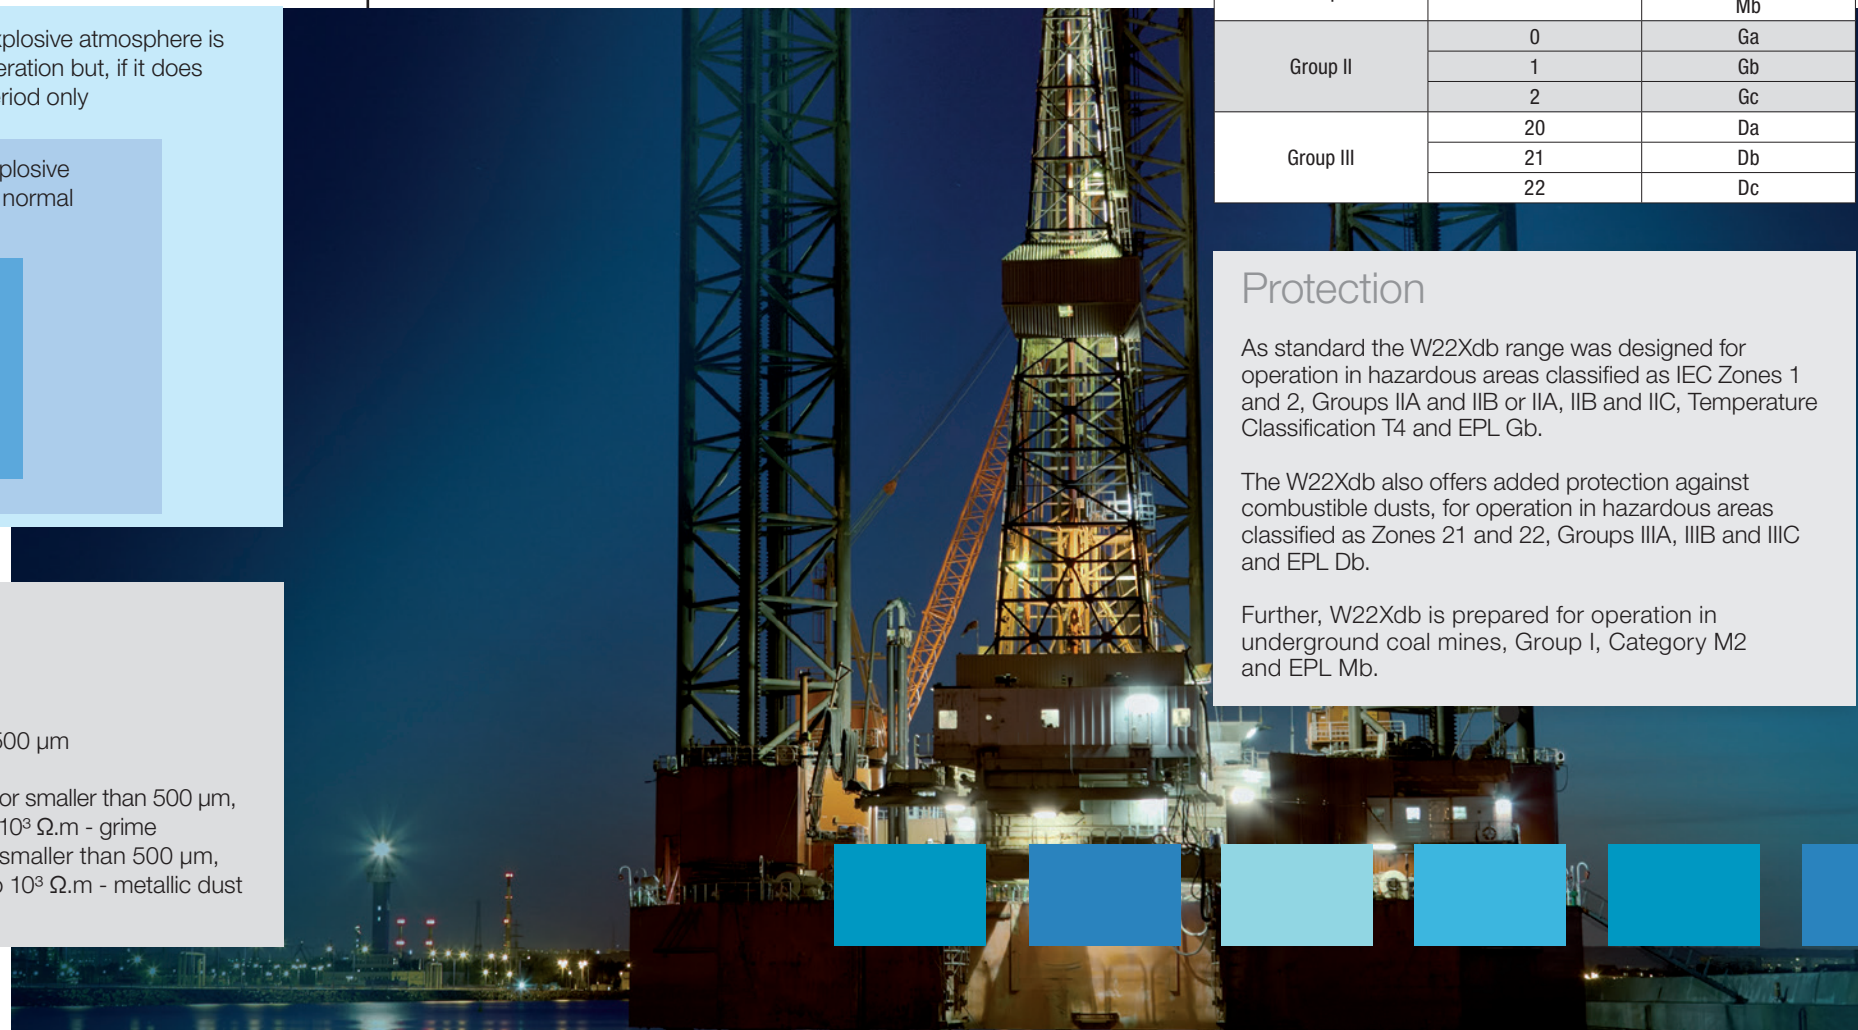 xplosive atmosphere is
eration but, if it does
riod only
plosive
normal
500 µm
or smaller than 500 µm,
10³ Ω.m - grime
smaller than 500 µm,
10³ Ω.m - metallic dust
Mb
Group II
0 Ga
1 Gb
2 Gc
Group III
20 Da
21 Db
22 Dc
Protection
As standard the W22Xdb range was designed for
operation in hazardous areas classified as IEC Zones 1
and 2, Groups IIA and IIB or IIA, IIB and IIC, Temperature
Classification T4 and EPL Gb.
The W22Xdb also offers added protection against
combustible dusts, for operation in hazardous areas
classified as Zones 21 and 22, Groups IIIA, IIIB and IIIC
and EPL Db.
Further, W22Xdb is prepared for operation in
underground coal mines, Group I, Category M2
and EPL Mb.